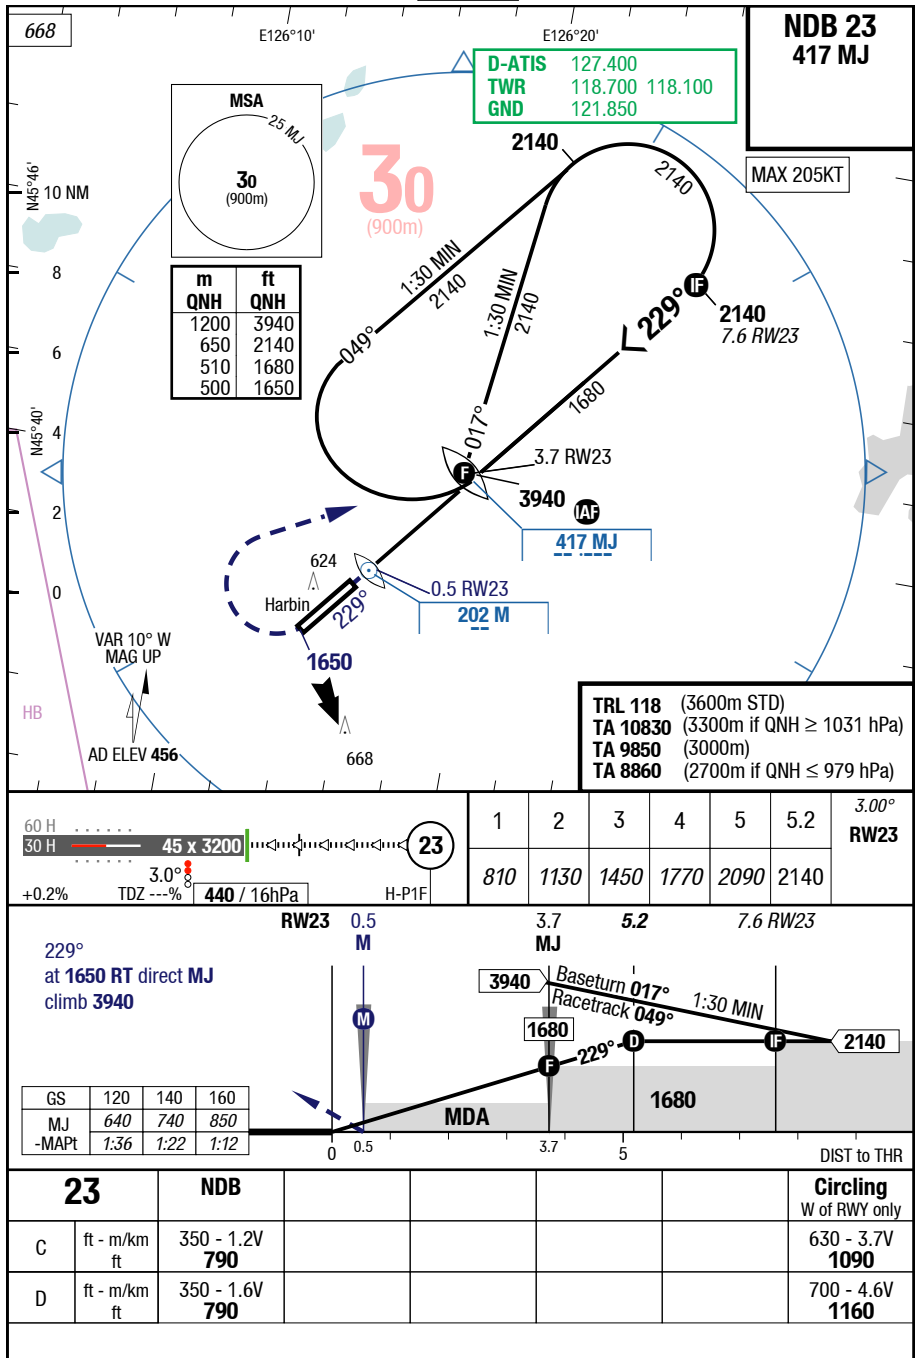 668
E126°10'
E126°20'
NDB 23
417 MJ
D-ATIS 127.400
TWR 118.700 118.100
GND 121.850
MAX 205KT
MSA
25 MJ
30
(900m)
30
(900m)
N45°46'
10 NM
8
6
4
2
0
N45°40'
m ft
QNH QNH
1200 3940
650 2140
510 1680
500 1650
2140
2140
1:30 MIN
2140
1:30 MIN
2140
049°
017°
IF
229°
2140
7.6 RW23
1680
F
3.7 RW23
3940 IAF
417 MJ
624
Harbin
229°
0.5 RW23
202 M
1650
VAR 10° W
MAG UP
HB
AD ELEV 456
668
TRL 118 (3600m STD)
TA 10830 (3300m if QNH ≥ 1031 hPa)
TA 9850 (3000m)
TA 8860 (2700m if QNH ≤ 979 hPa)
60 H
30 H
45 x 3200
23
3.0°
+0.2%
TDZ ---%
440 / 16hPa
H-P1F
1 2 3 4 5 5.2 3.00°
RW23
810 1130 1450 1770 2090 2140
RW23 0.5 3.7 5.2 7.6 RW23
M MJ
229°
at 1650 RT direct MJ
climb 3940
3940
Baseturn 017°
Racetrack 049°
1:30 MIN
M
1680
229°
D
IF
2140
F
1680
MDA
GS 120 140 160
MJ
-MAPt
640 740 850
1:36 1:22 1:12
0 0.5 3.7 5 DIST to THR
23 NDB Circling
W of RWY only
C ft - m/km 350 - 1.2V 630 - 3.7V
ft 790 1090
D ft - m/km 350 - 1.6V 700 - 4.6V
ft 790 1160